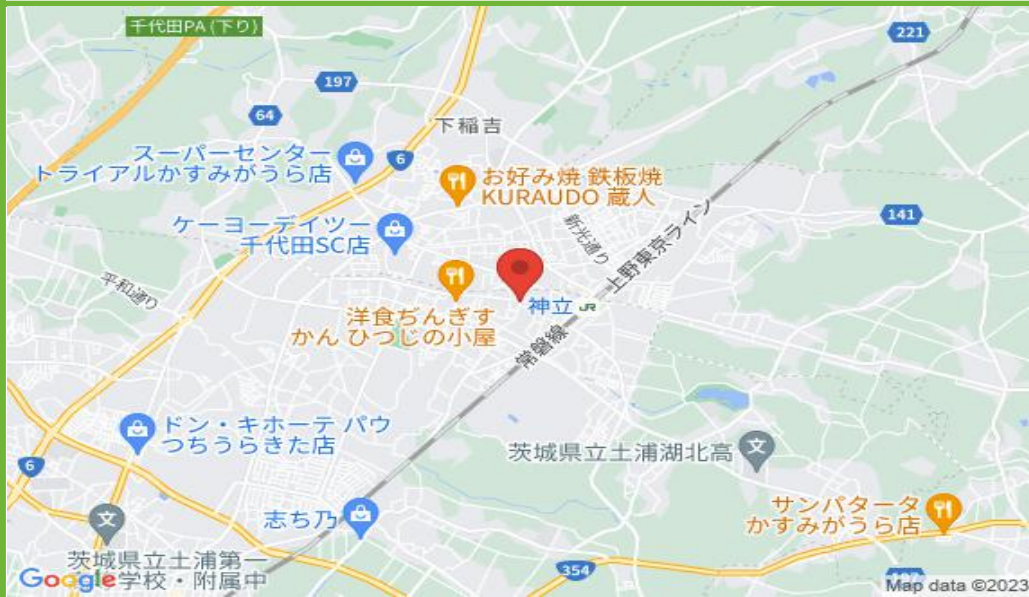 千代田PA (下り)
221
197
64
下稲吉
スーパーセンター
トライアルかすみがうら店
6
お好み焼 鉄板焼
KURAUDO 蔵人
新光通り
141
ケーヨーデイツー
千代田SC店
上野東京ライン
平和通り
神立 JR
洋食ぢんぎす
かん ひつじの小屋
常磐線
ドン・キホーテ パウ
つちうらきた店
茨城県立土浦湖北高
文
6
サンパタータ
かすみがうら店
志ち乃
文
茨城県立土浦第一
Google 学校・附属中
354
Map data ©2023